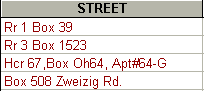 STREET
Rr 1 Box 39
Rr 3 Box 1523
Hcr 67,Box Oh64, Apt#64-G
Box 508 Zweizig Rd.